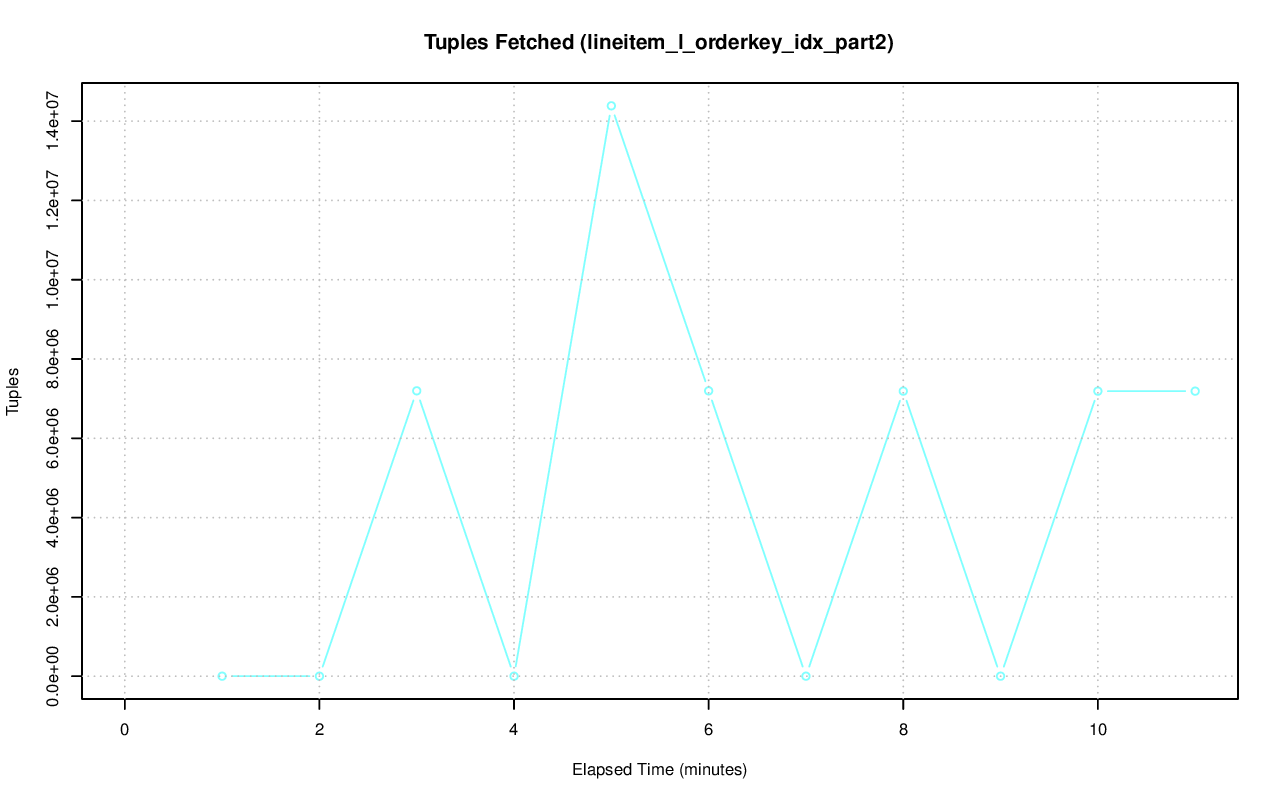 Tuples Fetched (lineitem_l_orderkey_idx_part2)
Tuples
1.4e+07
1.2e+07
1.0e+07
8.0e+06
6.0e+06
4.0e+06
2.0e+06
0.0e+00
0 2 4 6 8 10
Elapsed Time (minutes)